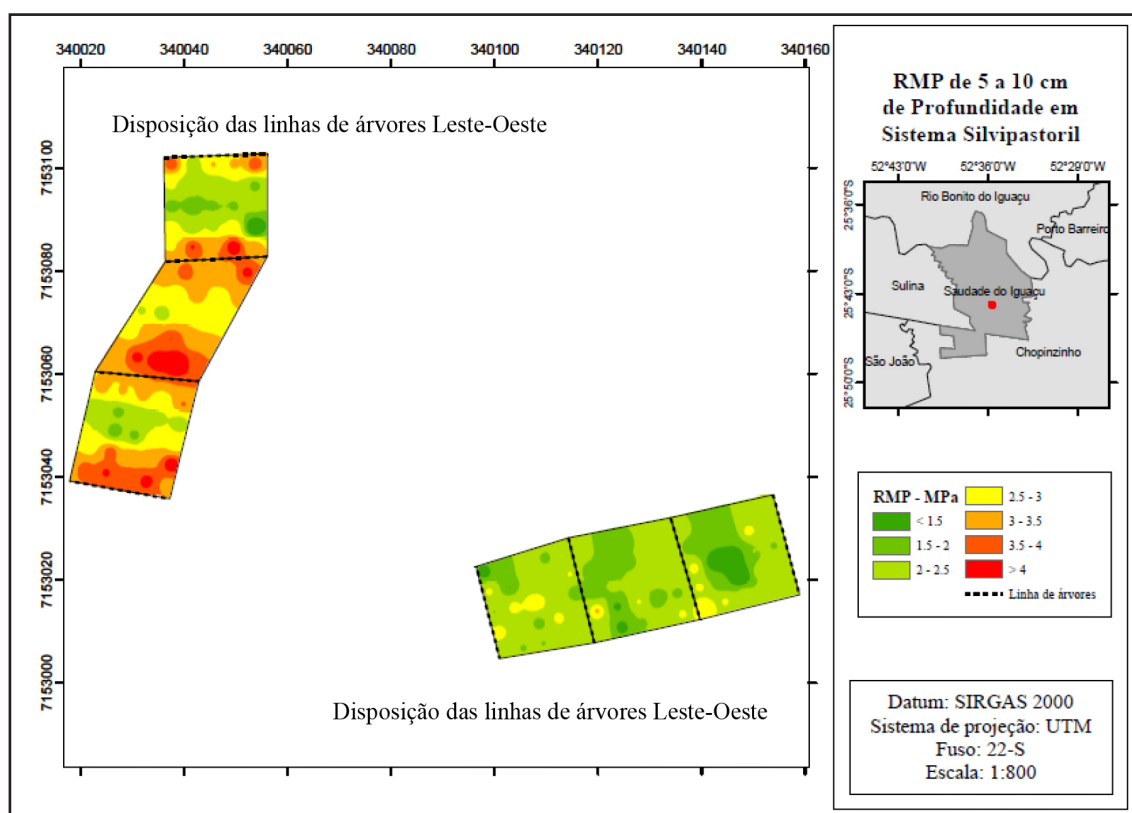 340020 340040 340060 340100 340120 340140 340160
Disposição das linhas de árvores Leste-Oeste
7153100
7153080
7153060
7153040
7153020
7153000
Disposição das linhas de árvores Leste-Oeste
RMP de 5 a 10 cm
de Profundidade em
Sistema Silvipastoril
52°43'0"W 52°36'0"W 52°29'0"W
25°36'0"S
25°43'0"S
25°50'0"S
Rio Bonito do Iguaçu
Porto Barreiro
Sulina
Saudade do Iguaçu
São João
Chopinzinho
RMP - MPa
< 1.5
1.5 - 2
2 - 2.5
2.5 - 3
3 - 3.5
3.5 - 4
> 4
Linha de árvores
Datum: SIRGAS 2000
Sistema de projeção: UTM
Fuso: 22-S
Escala: 1:800